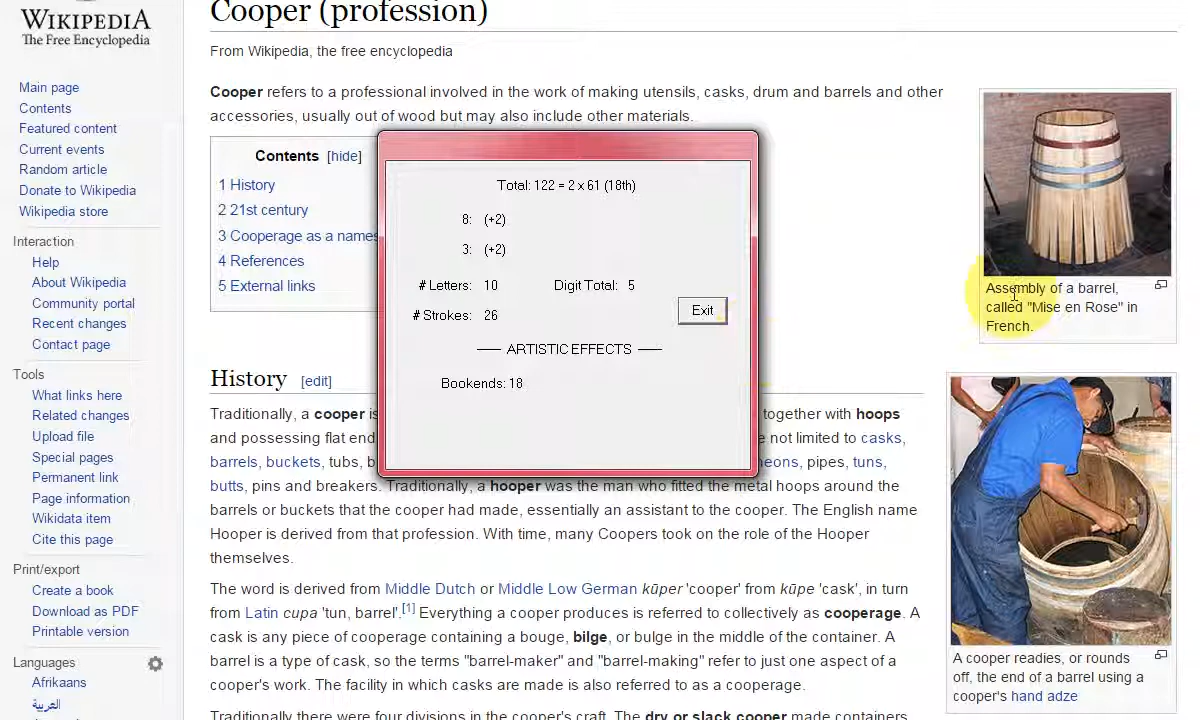 WIKIPEDIA
The Free Encyclopedia
Main page
Contents
Featured content
Current events
Random article
Donate to Wikipedia
Wikipedia store
Interaction
Help
About Wikipedia
Community portal
Recent changes
Contact page
Tools
What links here
Related changes
Upload file
Special pages
Permanent link
Page information
Wikidata item
Cite this page
Print/export
Create a book
Download as PDF
Printable version
Languages
Afrikaans
العربية
Cooper (profession)
From Wikipedia, the free encyclopedia
Cooper refers to a professional involved in the work of making utensils, casks, drum and barrels and other
accessories, usually out of wood but may also include other materials.
Contents [hide]
1 History
2 21st century
3 Cooperage as a names
4 References
5 External links
Total: 122 = 2 x 61 (18th)
8: (+2)
3: (+2)
# Letters: 10 Digit Total: 5
# Strokes: 26
Exit
ARTISTIC EFFECTS
Bookends: 18
History [edit]
Traditionally, a cooper is together with hoops
and possessing flat end not limited to casks,
barrels, buckets, tubs, pipes, tuns,
butts, pins and breakers. Traditionally, a hooper was the man who fitted the metal hoops around the
barrels or buckets that the cooper had made, essentially an assistant to the cooper. The English name
Hooper is derived from that profession. With time, many Coopers took on the role of the Hooper
themselves.
The word is derived from Middle Dutch or Middle Low German kūper 'cooper' from kūpe 'cask', in turn
from Latin cupa 'tun, barrel'.[1] Everything a cooper produces is referred to collectively as cooperage. A
cask is any piece of cooperage containing a bouge, bilge, or bulge in the middle of the container. A
barrel is a type of cask, so the terms "barrel-maker" and "barrel-making" refer to just one aspect of a
cooper's work. The facility in which casks are made is also referred to as a cooperage.
Traditionally there were four divisions in the cooper's craft. The dry or slack cooper made containers
Assembly of a barrel,
called "Mise en Rose" in
French.
A cooper readies, or rounds
off, the end of a barrel using a
cooper's hand adze